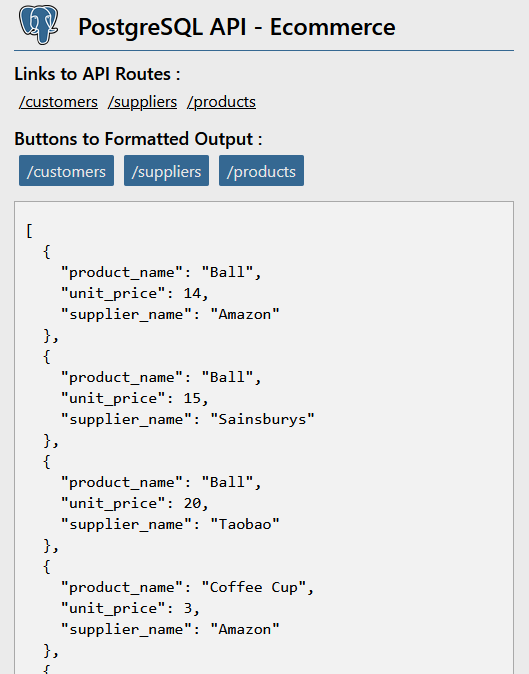 PostgreSQL API - Ecommerce
Links to API Routes :
/customers /suppliers /products
Buttons to Formatted Output :
/customers /suppliers /products
[
  {
    "product_name": "Ball",
    "unit_price": 14,
    "supplier_name": "Amazon"
  },
  {
    "product_name": "Ball",
    "unit_price": 15,
    "supplier_name": "Sainsburys"
  },
  {
    "product_name": "Ball",
    "unit_price": 20,
    "supplier_name": "Taobao"
  },
  {
    "product_name": "Coffee Cup",
    "unit_price": 3,
    "supplier_name": "Amazon"
  },
  {